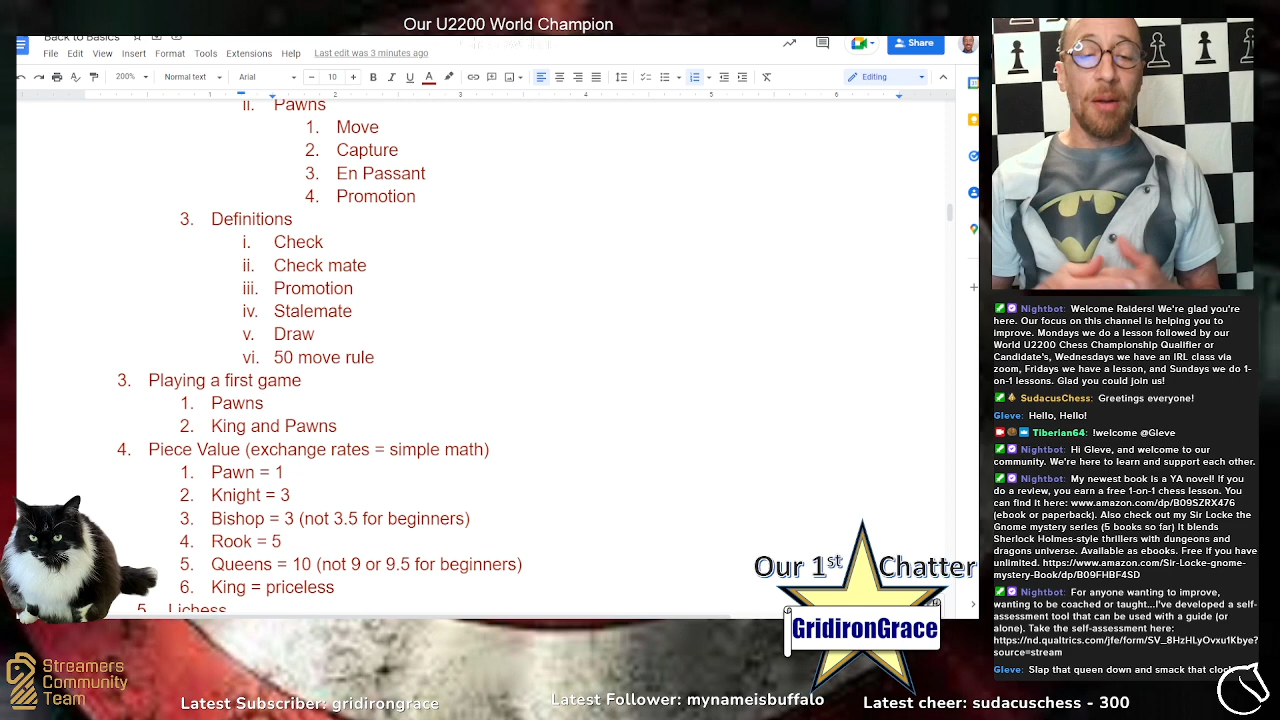 Our U2200 World Champion
Back to Basics
File Edit View Insert Format Tools Extensions Help Last edit was 3 minutes ago
Share
200% Normal text Arial 10 B I U A Editing
1 2 3 4 5 6
ii. Pawns
1. Move
2. Capture
3. En Passant
4. Promotion
3. Definitions
i. Check
ii. Check mate
iii. Promotion
iv. Stalemate
v. Draw
vi. 50 move rule
3. Playing a first game
1. Pawns
2. King and Pawns
4. Piece Value (exchange rates = simple math)
1. Pawn = 1
2. Knight = 3
3. Bishop = 3 (not 3.5 for beginners)
4. Rook = 5
5. Queens = 10 (not 9 or 9.5 for beginners)
6. King = priceless
5. Lichess
Our 1st Chatter
GridironGrace
Nightbot: Welcome Raiders! We're glad you're
here. Our focus on this channel is helping you to
improve. Mondays we do a lesson followed by our
World U2200 Chess Championship Qualifier or
Candidate's, Wednesdays we have an IRL class via
zoom, Fridays we have a lesson, and Sundays we do 1-
on-1 lessons. Glad you could join us!
SudacusChess: Greetings everyone!
Gleve: Hello, Hello!
Tiberian64: !welcome @Gleve
Nightbot: Hi Gleve, and welcome to our
community. We're here to learn and support each other.
Nightbot: My newest book is a YA novel! If you
do a review, you earn a free 1-on-1 chess lesson. You
can find it here: www.amazon.com/dp/B09SZRX476
(ebook or paperback). Also check out my Sir Locke the
Gnome mystery series (5 books so far) It blends
Sherlock Holmes-style thrillers with dungeons and
dragons universe. Available as ebooks. Free if you have
unlimited. https://www.amazon.com/Sir-Locke-gnome-
mystery-Book/dp/B09FHBF4SD
Nightbot: For anyone wanting to improve,
wanting to be coached or taught...I've developed a self-
assessment tool that can be used with a guide (or
alone). Take the self-assessment here:
https://nd.qualtrics.com/jfe/form/SV_8HzHLyOvxu1Kbye?
source=stream
Gleve: Slap that queen down and smack that clock
Streamers
Community
Team
Latest Subscriber: gridirongrace
Latest Follower: mynameisbuffalo
Latest cheer: sudacuschess - 300